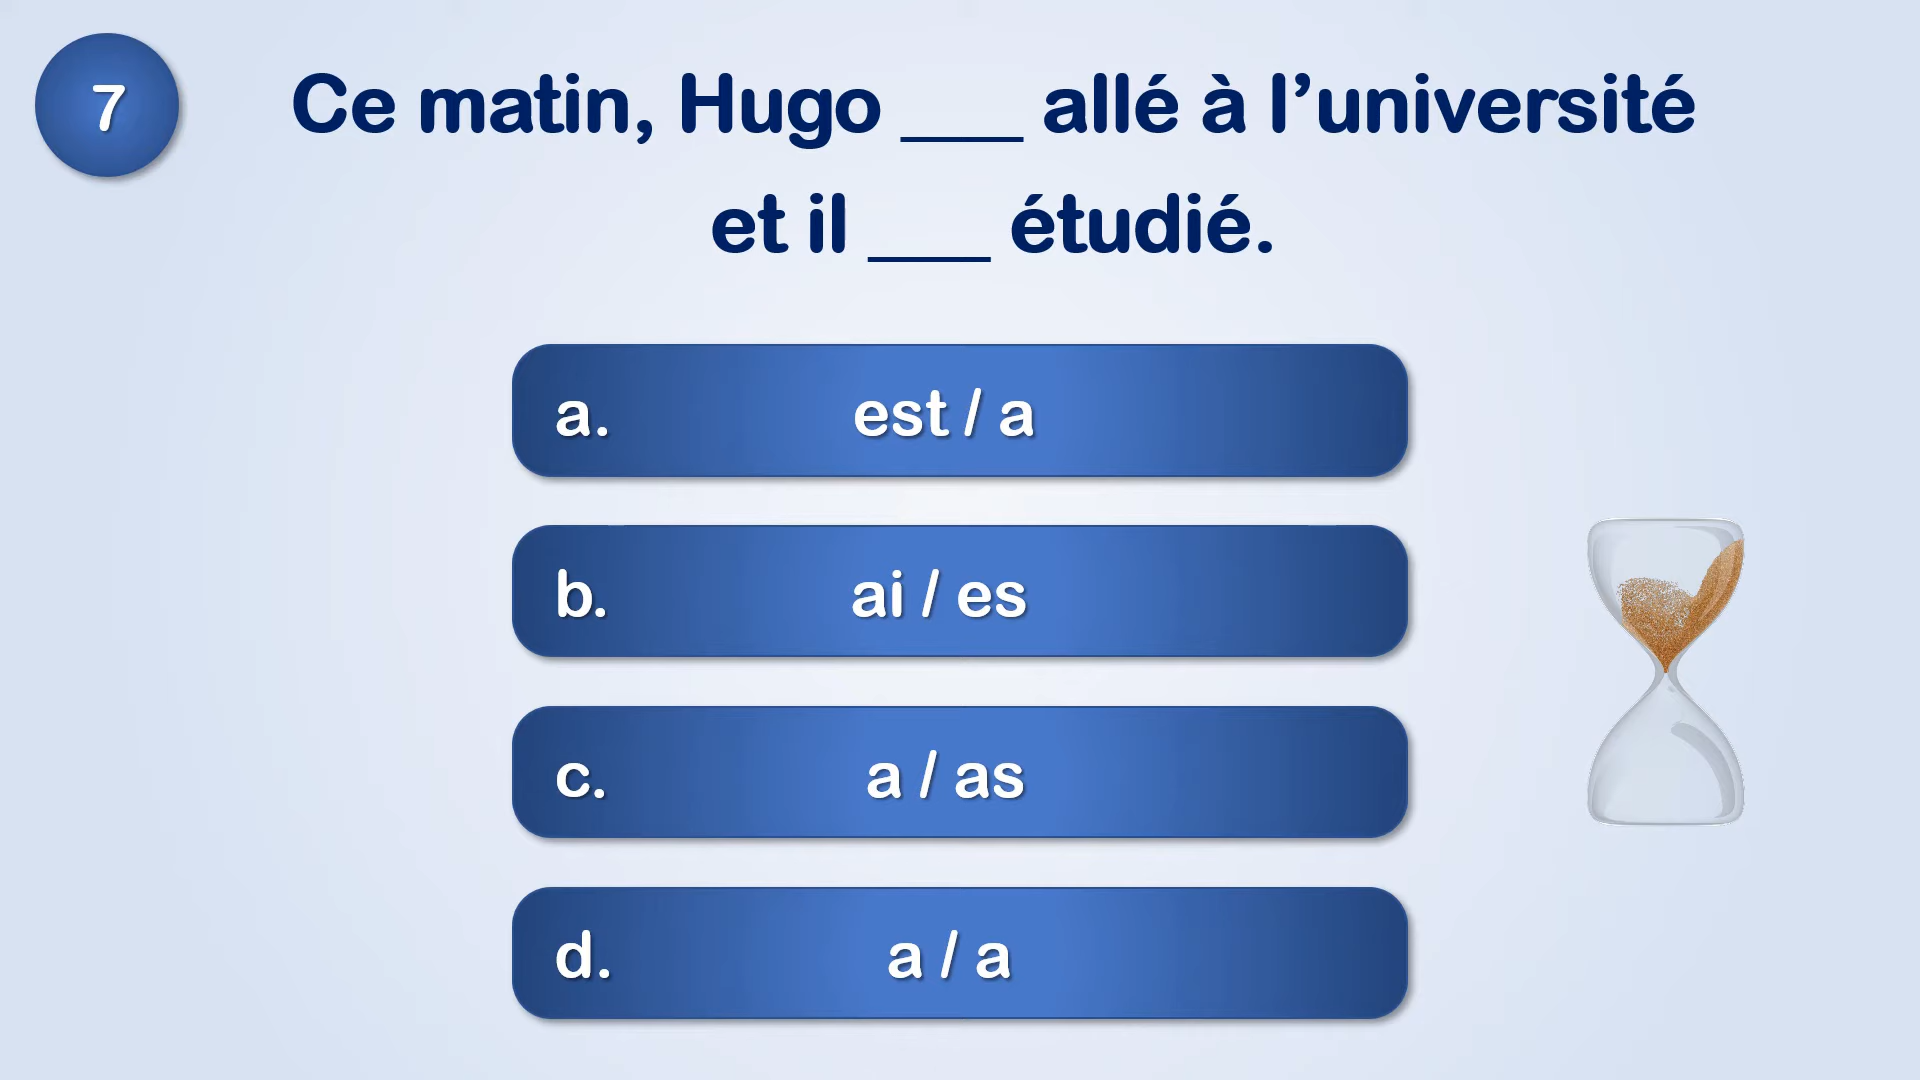 7
Ce matin, Hugo ___ allé à l’université
et il ___ étudié.
a. est / a
b. ai / es
c. a / as
d. a / a